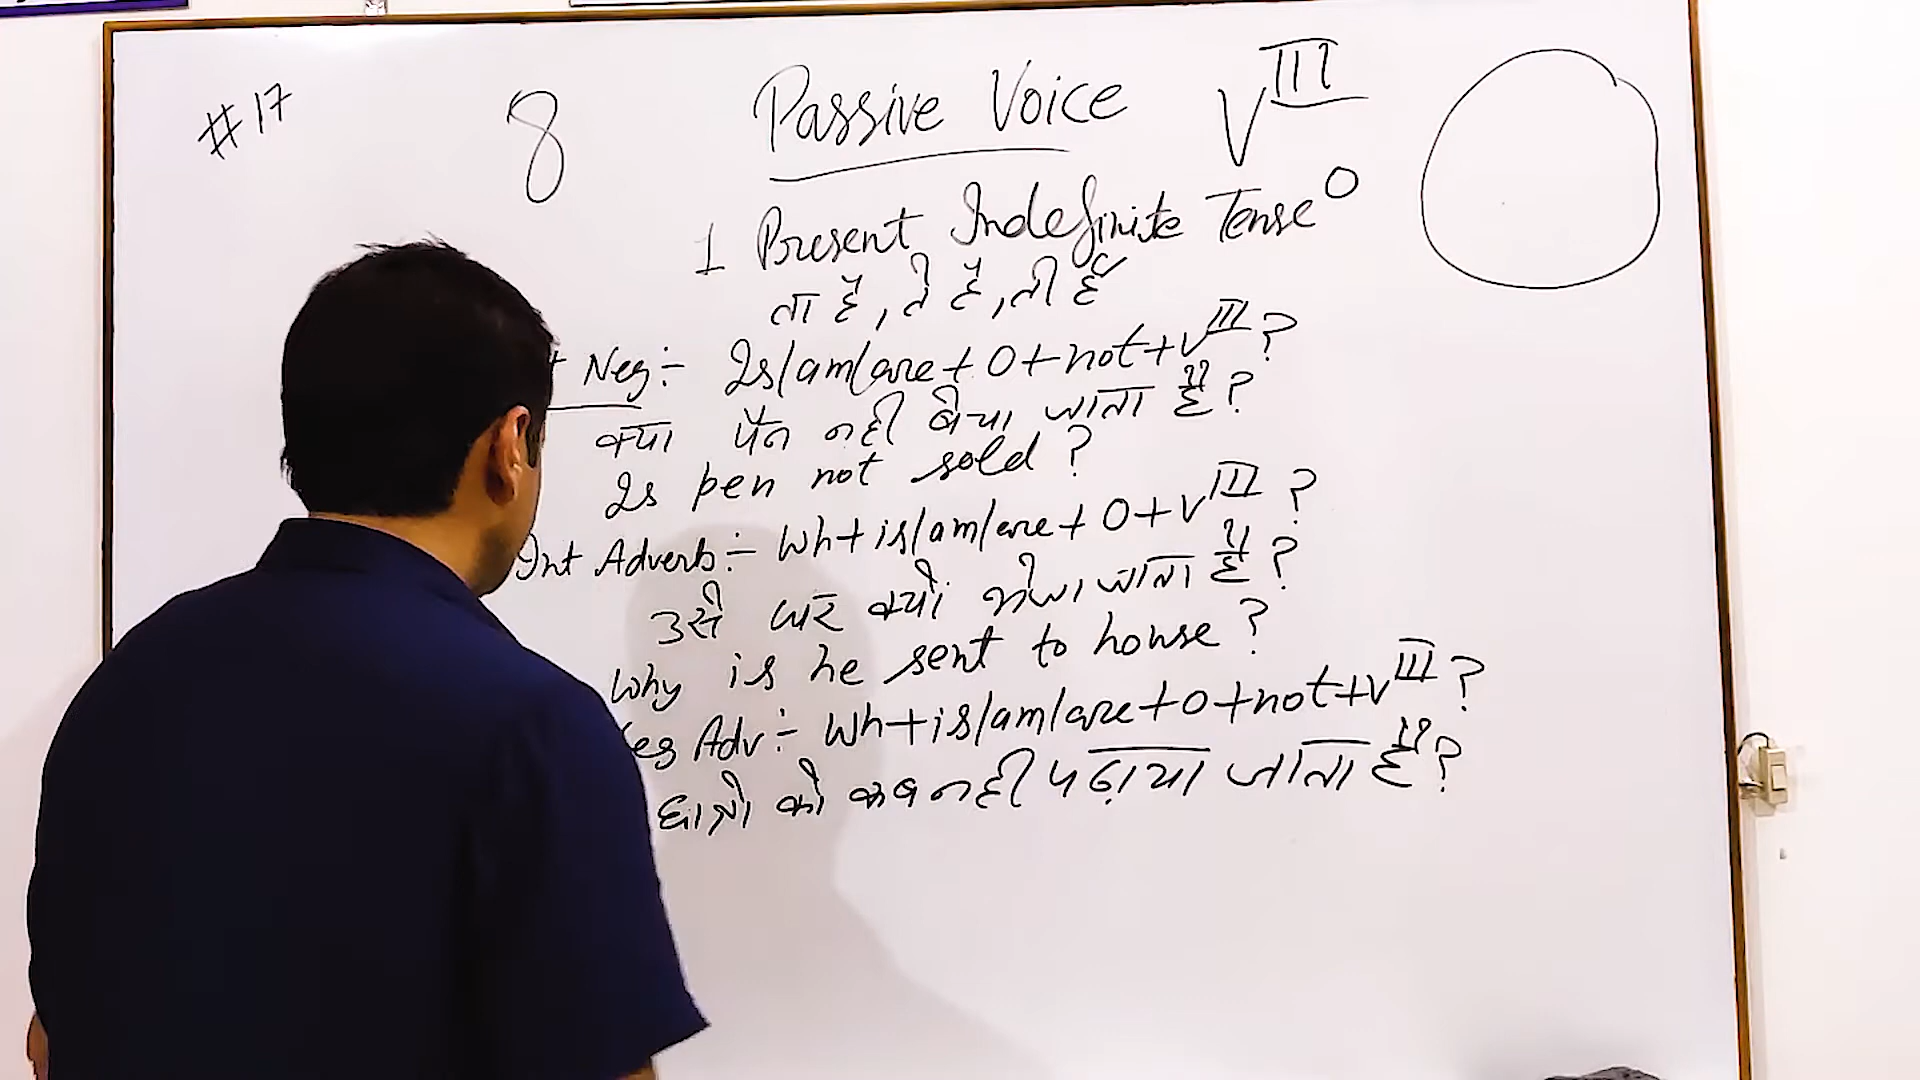 #17 8 Passive Voice V III
1 Present Indefinite Tense O
ता है, ते हैं, ती है
Neg:- Is/am/are + O + not + V III ?
क्या पैन नहीं बेचा जाता है ?
Is pen not sold ?
Int Adverb:- Wh + is/am/are + O + V III ?
उसे घर क्यों भेजा जाता है ?
Why is he sent to house ?
Adv:- Wh + is/am/are + O + not + V III ?
छात्रो को कब नही पढ़ाया जाता है ?